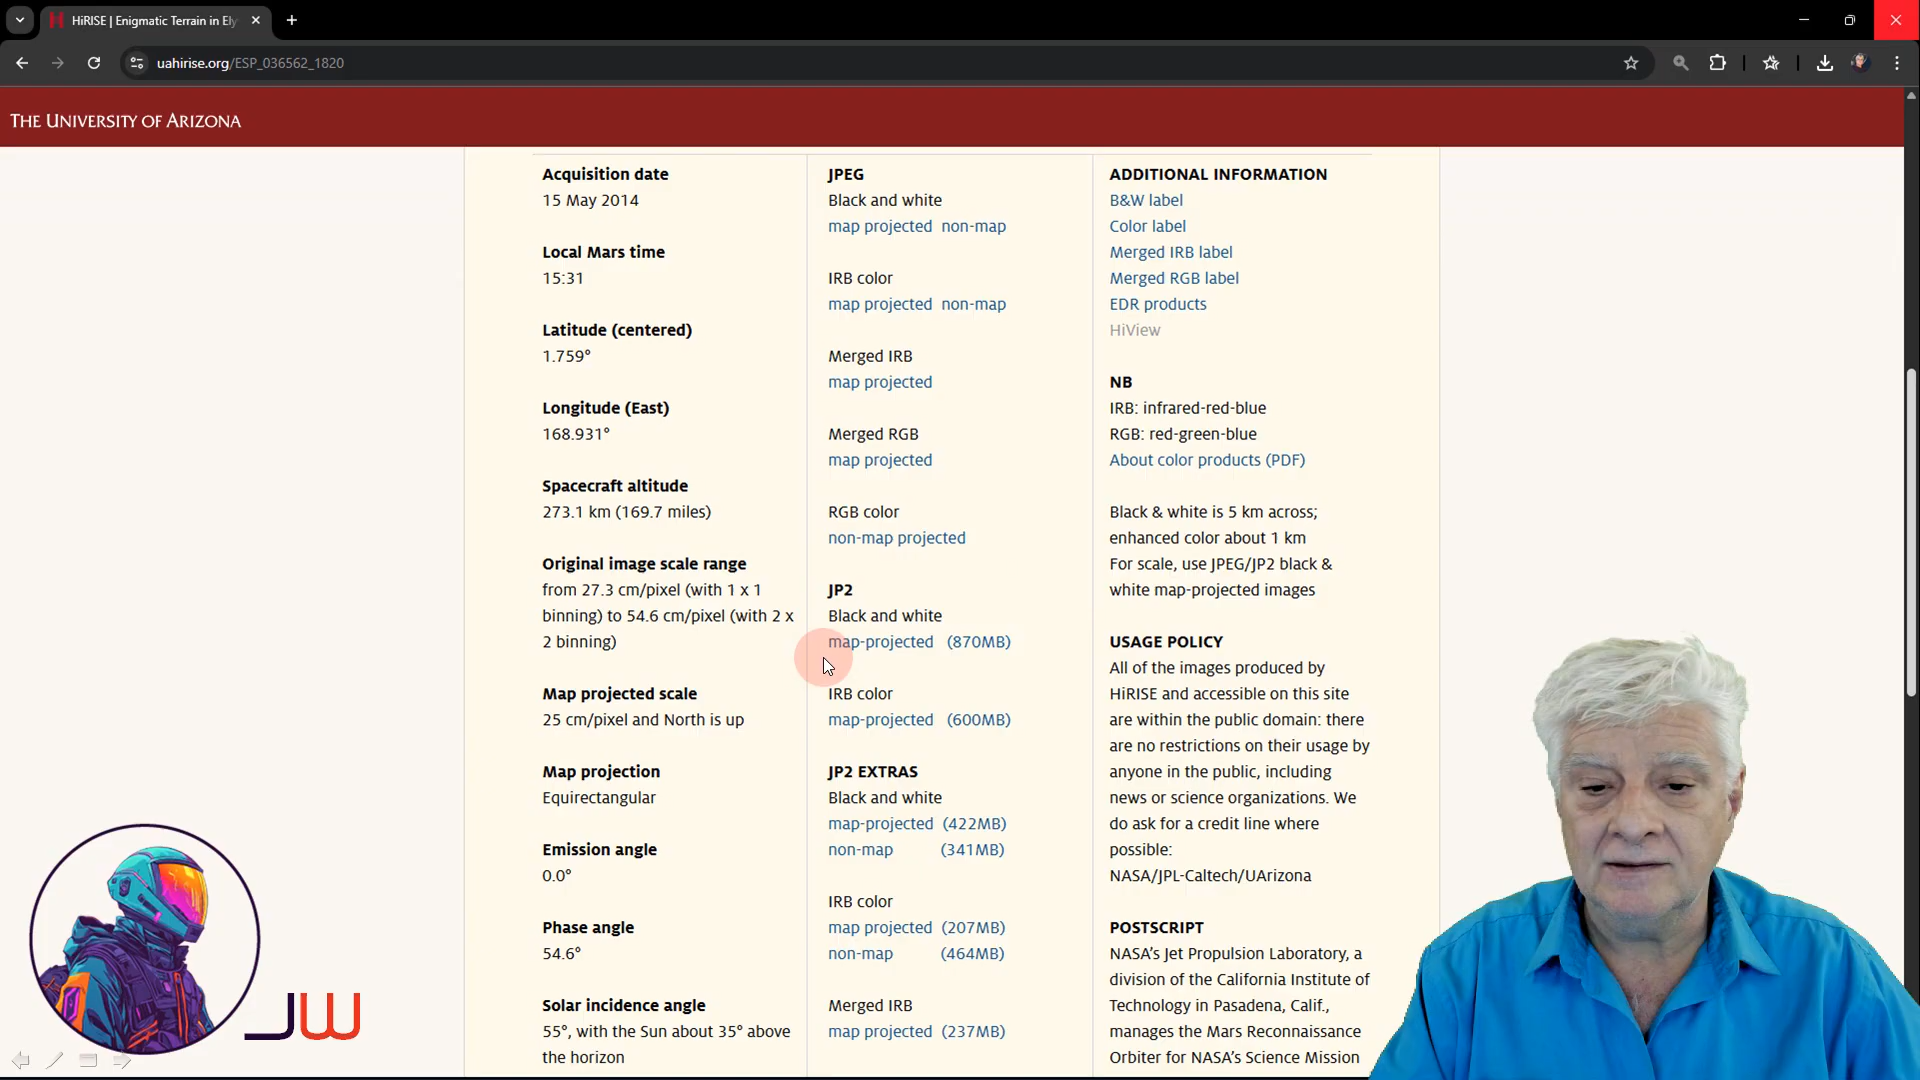 HiRISE | Enigmatic Terrain in Ely
uahirise.org/ESP_036562_1820
THE UNIVERSITY OF ARIZONA
Acquisition date
15 May 2014
Local Mars time
15:31
Latitude (centered)
1.759°
Longitude (East)
168.931°
Spacecraft altitude
273.1 km (169.7 miles)
Original image scale range
from 27.3 cm/pixel (with 1 x 1
binning) to 54.6 cm/pixel (with 2 x
2 binning)
Map projected scale
25 cm/pixel and North is up
Map projection
Equirectangular
Emission angle
0.0°
Phase angle
54.6°
Solar incidence angle
55°, with the Sun about 35° above
the horizon
JPEG
Black and white
map projected non-map
IRB color
map projected non-map
Merged IRB
map projected
Merged RGB
map projected
RGB color
non-map projected
JP2
Black and white
map-projected (870MB)
IRB color
map-projected (600MB)
JP2 EXTRAS
Black and white
map-projected (422MB)
non-map (341MB)
IRB color
map projected (207MB)
non-map (464MB)
Merged IRB
map projected (237MB)
ADDITIONAL INFORMATION
B&W label
Color label
Merged IRB label
Merged RGB label
EDR products
HiView
NB
IRB: infrared-red-blue
RGB: red-green-blue
About color products (PDF)
Black & white is 5 km across;
enhanced color about 1 km
For scale, use JPEG/JP2 black &
white map-projected images
USAGE POLICY
All of the images produced by
HiRISE and accessible on this site
are within the public domain: there
are no restrictions on their usage by
anyone in the public, including
news or science organizations. We
do ask for a credit line where
possible:
NASA/JPL-Caltech/UArizona
POSTSCRIPT
NASA's Jet Propulsion Laboratory, a
division of the California Institute of
Technology in Pasadena, Calif.,
manages the Mars Reconnaissance
Orbiter for NASA's Science Mission
JW